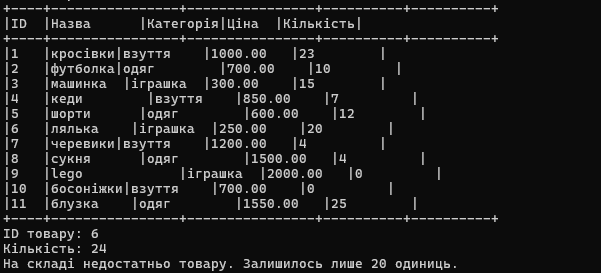 +----+----------------+----------------+------------+----------+
|ID  |Назва      |Категорія|Ціна  |Кількість|
+----+----------------+----------------+------------+----------+
|1   |кросівки|взуття    |1000.00   |23        |
|2   |футболка|одяг        |700.00    |10        |
|3   |машинка  |іграшка  |300.00    |15        |
|4   |кеди        |взуття    |850.00    |7         |
|5   |шорти      |одяг        |600.00    |12        |
|6   |лялька    |іграшка  |250.00    |20        |
|7   |черевики|взуття    |1200.00   |4         |
|8   |сукня      |одяг        |1500.00   |4         |
|9   |lego            |іграшка  |2000.00   |0         |
|10  |босоніжки|взуття    |700.00    |0         |
|11  |блузка    |одяг        |1550.00   |25        |
+----+----------------+----------------+------------+----------+
ID товару: 6
Кількість: 24
На складі недостатньо товару. Залишилось лише 20 одиниць.